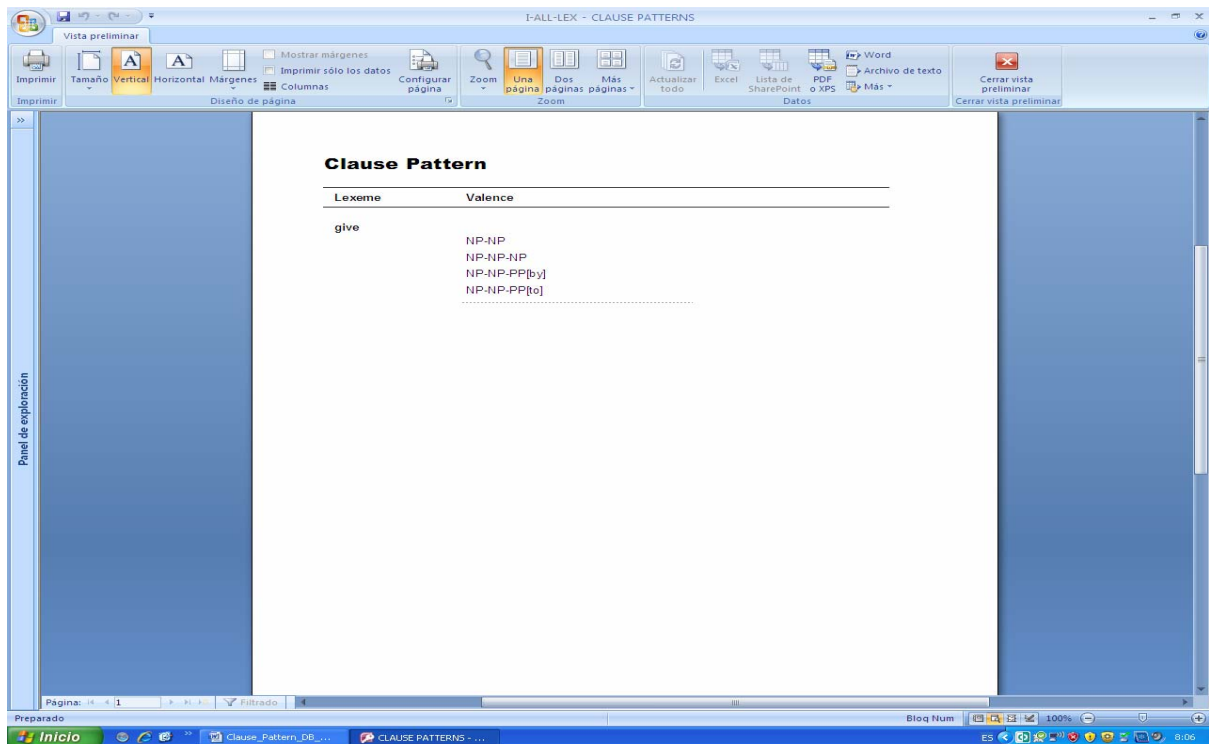 I-ALL-LEX - CLAUSE PATTERNS
Vista preliminar
Imprimir
Tamaño
Vertical
Horizontal
Márgenes
Mostrar márgenes
Imprimir sólo los datos
Columnas
Configurar página
Zoom
Una página
Dos páginas
Más páginas
Actualizar todo
Excel
Lista de SharePoint
PDF o XPS
Word
Archivo de texto
Más
Cerrar vista preliminar
Imprimir
Diseño de página
Zoom
Datos
Cerrar vista preliminar
Clause Pattern
Lexeme Valence
give
NP-NP
NP-NP-NP
NP-NP-PP[by]
NP-NP-PP[to]
Panel de exploración
Página: 1 Filtrado
Preparado Bloq Num 100%
Inicio Clause_Pattern_DB_... CLAUSE PATTERNS - ... ES 8:06